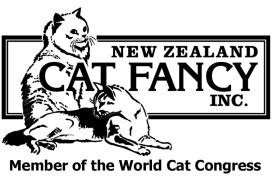 NEW ZEALAND
CAT FANCY
INC.
Member of the World Cat Congress